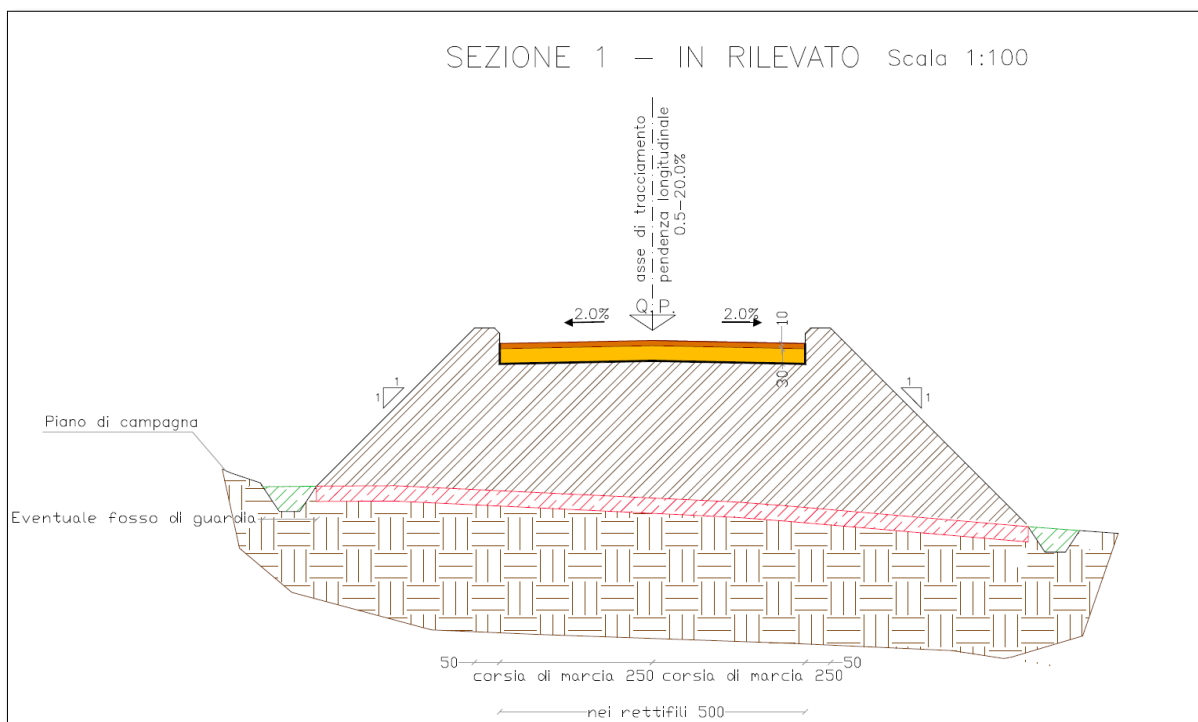 SEZIONE 1 – IN RILEVATO Scala 1:100
asse di tracciamento
pendenza longitudinale
0.5–20.0%
Q.P.
2.0%
2.0%
10
30
1
1
1
1
Piano di campagna
Eventuale fosso di guardia
50
corsia di marcia 250
corsia di marcia 250
50
nei rettifili 500